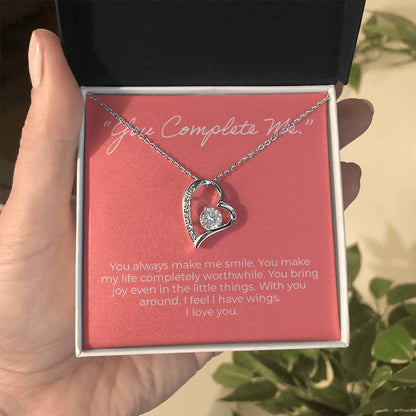 "You Complete Me."
You always make me smile. You make
my life completely worthwhile. You bring
joy even in the little things. With you
around, I feel I have wings.
I love you.